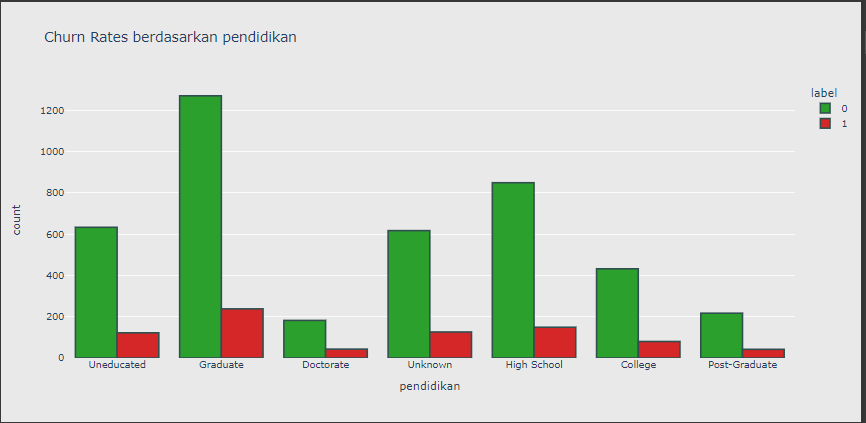 Churn Rates berdasarkan pendidikan
label
0
1
count
1200
1000
800
600
400
200
0
Uneducated
Graduate
Doctorate
Unknown
High School
College
Post-Graduate
pendidikan